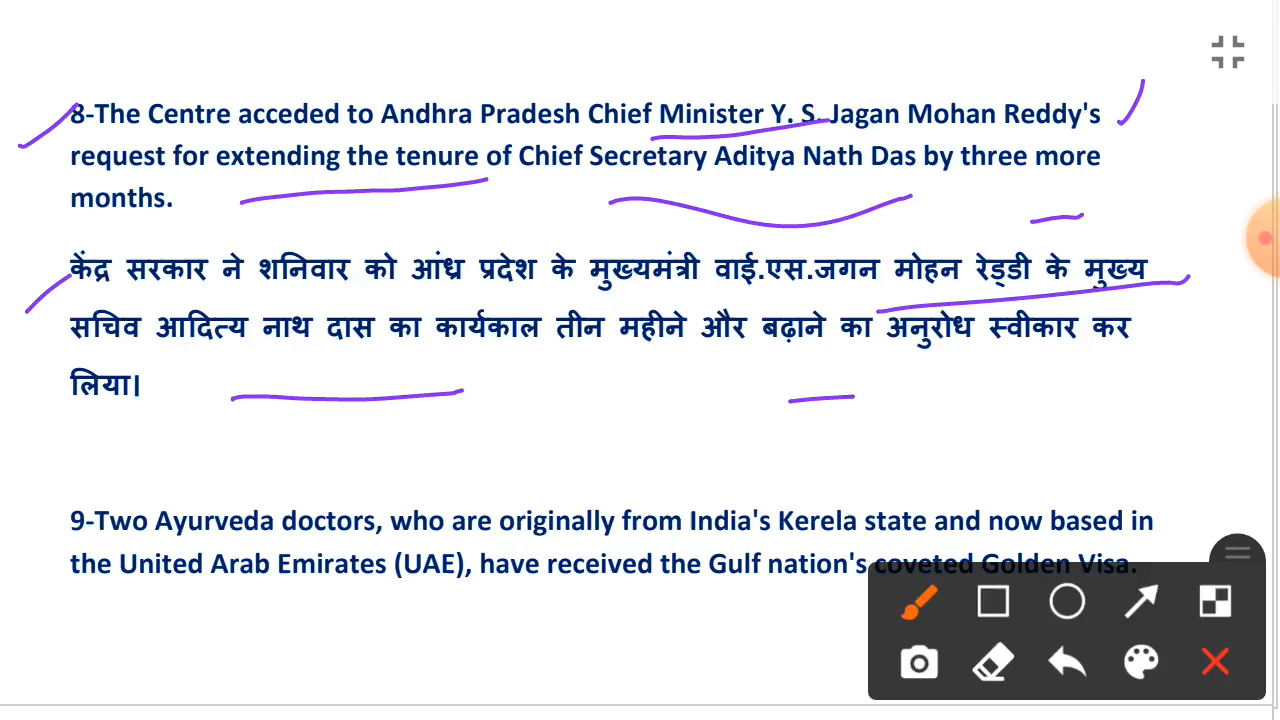 8-The Centre acceded to Andhra Pradesh Chief Minister Y. S. Jagan Mohan Reddy's
request for extending the tenure of Chief Secretary Aditya Nath Das by three more
months.
केंद्र सरकार ने शनिवार को आंध्र प्रदेश के मुख्यमंत्री वाई.एस.जगन मोहन रेड्डी के मुख्य
सचिव आदित्य नाथ दास का कार्यकाल तीन महीने और बढ़ाने का अनुरोध स्वीकार कर
लिया।
9-Two Ayurveda doctors, who are originally from India's Kerela state and now based in
the United Arab Emirates (UAE), have received the Gulf nation's coveted Golden Visa.